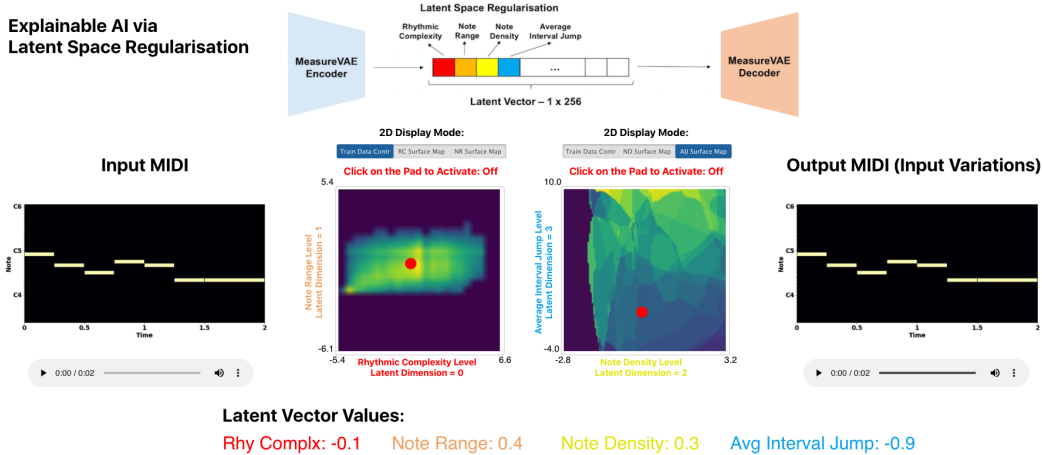 Explainable AI via
Latent Space Regularisation
Latent Space Regularisation
Rhythmic
Complexity
Note
Range
Note
Density
Average
Interval Jump
MeasureVAE
Encoder
...
MeasureVAE
Decoder
Latent Vector – 1 x 256
Input MIDI
C6
C5
C4
Note
0
0.5
1
1.5
2
Time
0:00 / 0:02
2D Display Mode:
Train Data Contr
RC Surface Map
NR Surface Map
Click on the Pad to Activate: Off
5.4
Note Range Level
Latent Dimension = 1
-6.1
-5.4
6.6
Rhythmic Complexity Level
Latent Dimension = 0
2D Display Mode:
Train Data Contr
ND Surface Map
AIJ Surface Map
Click on the Pad to Activate: Off
10.0
Average Interval Jump Level
Latent Dimension = 3
-4.0
-2.8
3.2
Note Density Level
Latent Dimension = 2
Output MIDI (Input Variations)
C6
C5
C4
Note
0
0.5
1
1.5
2
Time
0:00 / 0:02
Latent Vector Values:
Rhy Complx: -0.1 Note Range: 0.4 Note Density: 0.3 Avg Interval Jump: -0.9